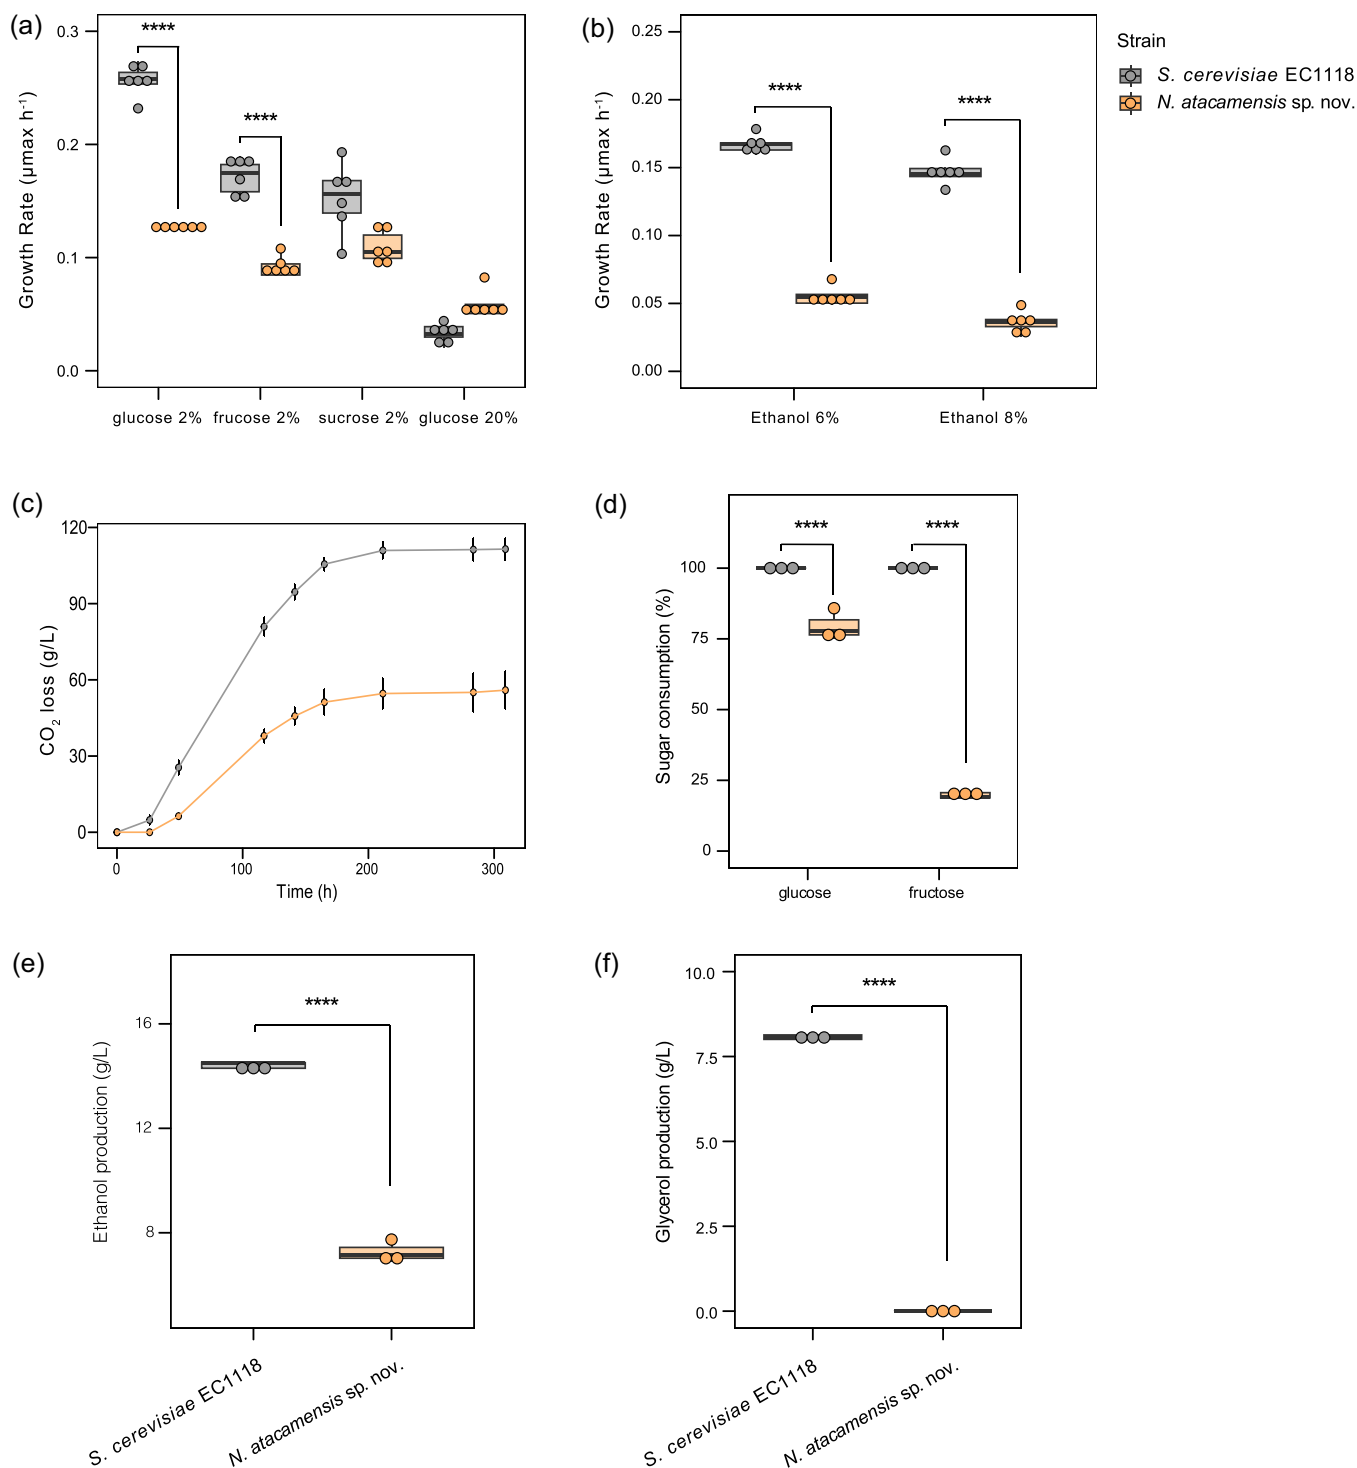 (a)
0.3
0.2
0.1
0.0
Growth Rate (μmax h⁻¹)
****
****
glucose 2%
frucose 2%
sucrose 2%
glucose 20%
(b)
0.25
0.20
0.15
0.10
0.05
0.00
Growth Rate (μmax h⁻¹)
****
****
Ethanol 6%
Ethanol 8%
Strain
S. cerevisiae EC1118
N. atacamensis sp. nov.
(c)
120
90
60
30
0
CO₂ loss (g/L)
0
100
200
300
Time (h)
(d)
100
75
50
25
0
Sugar consumption (%)
****
****
glucose
fructose
(e)
16
12
8
Ethanol production (g/L)
****
S. cerevisiae EC1118
N. atacamensis sp. nov.
(f)
10.0
7.5
5.0
2.5
0.0
Glycerol production (g/L)
****
S. cerevisiae EC1118
N. atacamensis sp. nov.